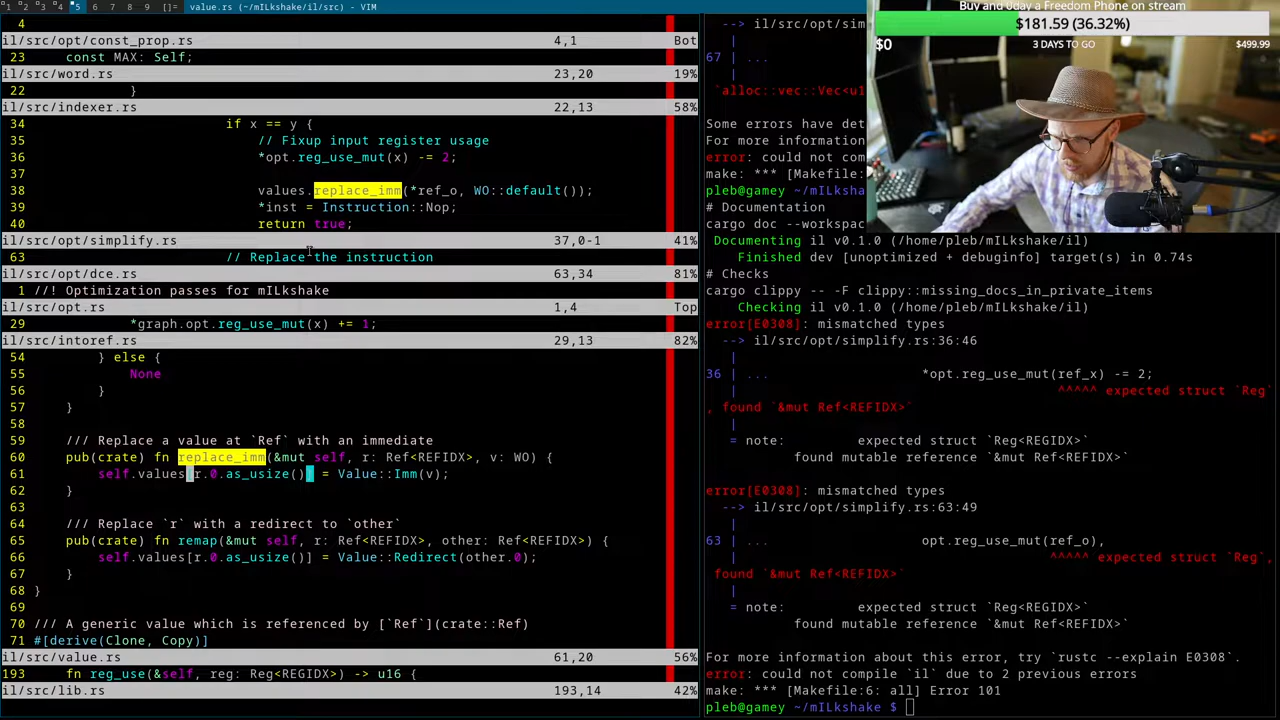 1 2 3 4 5 6 7 8 9 []= value.rs (~/mILkshake/il/src) - VIM
4
il/src/opt/const_prop.rs 4,1 Bot
23 const MAX: Self;
il/src/word.rs 23,20 19%
22 }
il/src/indexer.rs 22,13 58%
34 if x == y {
35 // Fixup input register usage
36 *opt.reg_use_mut(x) -= 2;
37
38 values.replace_imm(*ref_o, WO::default());
39 *inst = Instruction::Nop;
40 return true;
il/src/opt/simplify.rs 37,0-1 41%
63 // Replace the instruction
il/src/opt/dce.rs 63,34 81%
1 //! Optimization passes for mILkshake
il/src/opt.rs 1,4 Top
29 *graph.opt.reg_use_mut(x) += 1;
il/src/intoref.rs 29,13 82%
54 } else {
55 None
56 }
57 }
58
59 /// Replace a value at `Ref` with an immediate
60 pub(crate) fn replace_imm(&mut self, r: Ref<REFIDX>, v: WO) {
61 self.values[r.0.as_usize()] = Value::Imm(v);
62 }
63
64 /// Replace `r` with a redirect to `other`
65 pub(crate) fn remap(&mut self, r: Ref<REFIDX>, other: Ref<REFIDX>) {
66 self.values[r.0.as_usize()] = Value::Redirect(other.0);
67 }
68 }
69
70 /// A generic value which is referenced by [`Ref`](crate::Ref)
71 #[derive(Clone, Copy)]
il/src/value.rs 61,20 56%
193 fn reg_use(&self, reg: Reg<REGIDX>) -> u16 {
il/src/lib.rs 193,14 42%
--> il/src/opt/sim
|
67 | ...
|
`alloc::vec::Vec<u1
Some errors have det
For more information
error: could not com
make: *** [Makefile:
pleb@gamey ~/mILksha
# Documentation
cargo doc --workspac
Documenting il v0.1.0 (/home/pleb/mILkshake/il)
Finished dev [unoptimized + debuginfo] target(s) in 0.74s
# Checks
cargo clippy -- -F clippy::missing_docs_in_private_items
Checking il v0.1.0 (/home/pleb/mILkshake/il)
error[E0308]: mismatched types
--> il/src/opt/simplify.rs:36:46
|
36 | ... *opt.reg_use_mut(ref_x) -= 2;
| ^^^^^ expected struct `Reg`
, found `&mut Ref<REFIDX>`
|
= note: expected struct `Reg<REGIDX>`
found mutable reference `&mut Ref<REFIDX>`
error[E0308]: mismatched types
--> il/src/opt/simplify.rs:63:49
|
63 | ... opt.reg_use_mut(ref_o),
| ^^^^^ expected struct `Reg`,
found `&mut Ref<REFIDX>`
|
= note: expected struct `Reg<REGIDX>`
found mutable reference `&mut Ref<REFIDX>`
For more information about this error, try `rustc --explain E0308`.
error: could not compile `il` due to 2 previous errors
make: *** [Makefile:6: all] Error 101
pleb@gamey ~/mILkshake $
Buy and 0day a Freedom Phone on stream
$181.59 (36.32%)
$0 3 DAYS TO GO $499.99